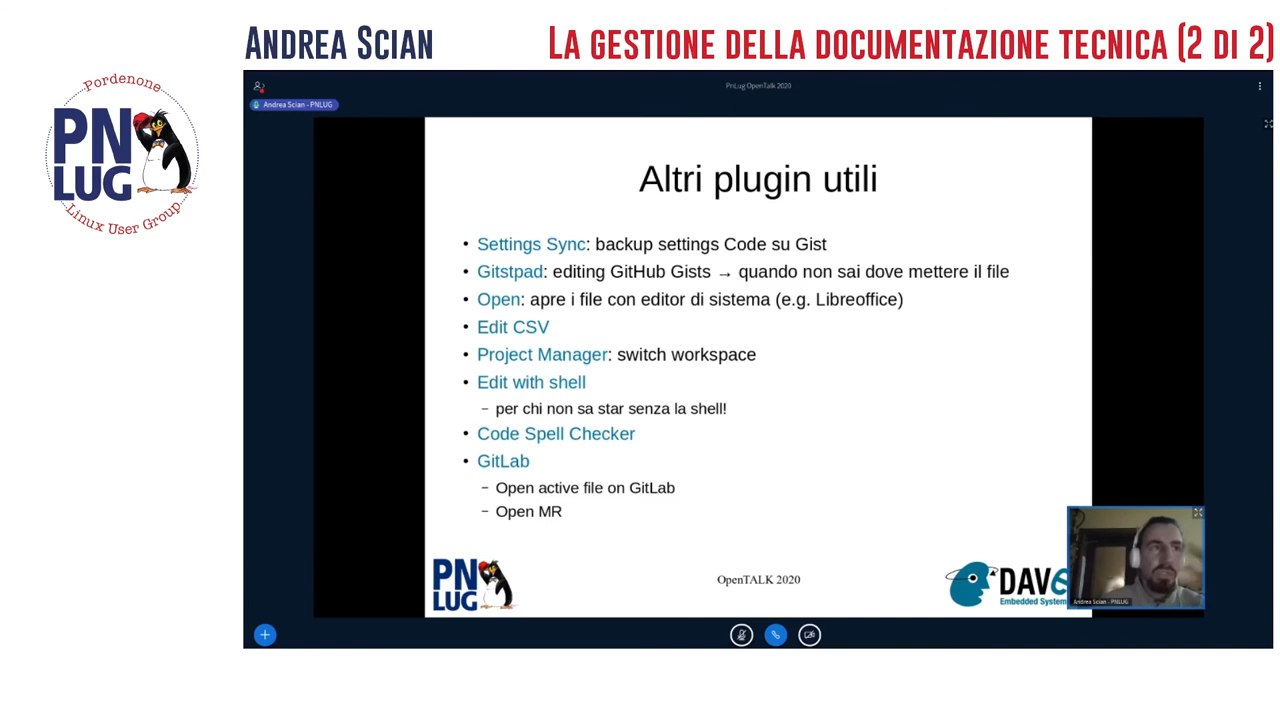 ANDREA SCIAN
LA GESTIONE DELLA DOCUMENTAZIONE TECNICA (2 DI 2)
Pordenone
PN
LUG
Linux User Group
PnLug OpenTalk 2020
Andrea Scian - PNLUG
Altri plugin utili
• Settings Sync: backup settings Code su Gist
• Gitstpad: editing GitHub Gists → quando non sai dove mettere il file
• Open: apre i file con editor di sistema (e.g. Libreoffice)
• Edit CSV
• Project Manager: switch workspace
• Edit with shell
– per chi non sa star senza la shell!
• Code Spell Checker
• GitLab
– Open active file on GitLab
– Open MR
PN
LUG
OpenTALK 2020
DAVE
Embedded System
Andrea Scian - PNLUG